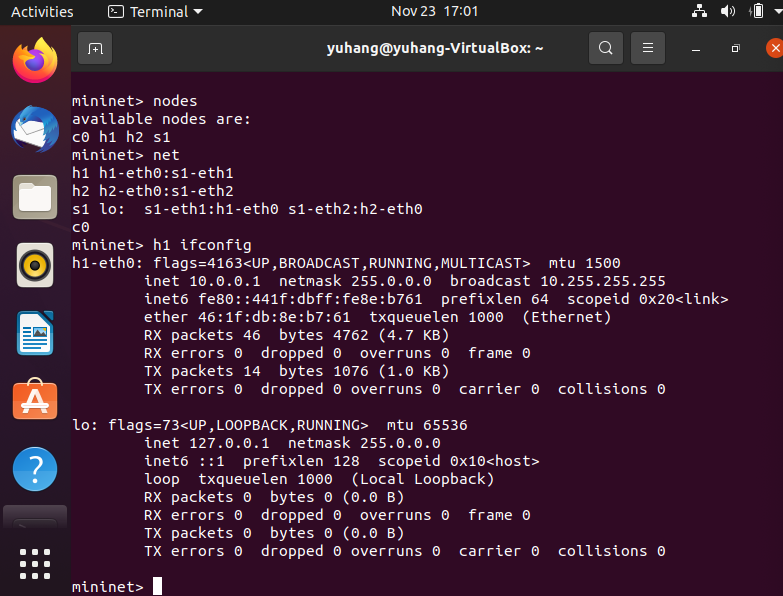 Activities Terminal Nov 23 17:01
yuhang@yuhang-VirtualBox: ~
mininet> nodes
available nodes are:
c0 h1 h2 s1
mininet> net
h1 h1-eth0:s1-eth1
h2 h2-eth0:s1-eth2
s1 lo:  s1-eth1:h1-eth0 s1-eth2:h2-eth0
c0
mininet> h1 ifconfig
h1-eth0: flags=4163<UP,BROADCAST,RUNNING,MULTICAST>  mtu 1500
        inet 10.0.0.1  netmask 255.0.0.0  broadcast 10.255.255.255
        inet6 fe80::441f:dbff:fe8e:b761  prefixlen 64  scopeid 0x20<link>
        ether 46:1f:db:8e:b7:61  txqueuelen 1000  (Ethernet)
        RX packets 46  bytes 4762 (4.7 KB)
        RX errors 0  dropped 0  overruns 0  frame 0
        TX packets 14  bytes 1076 (1.0 KB)
        TX errors 0  dropped 0 overruns 0  carrier 0  collisions 0
lo: flags=73<UP,LOOPBACK,RUNNING>  mtu 65536
        inet 127.0.0.1  netmask 255.0.0.0
        inet6 ::1  prefixlen 128  scopeid 0x10<host>
        loop  txqueuelen 1000  (Local Loopback)
        RX packets 0  bytes 0 (0.0 B)
        RX errors 0  dropped 0  overruns 0  frame 0
        TX packets 0  bytes 0 (0.0 B)
        TX errors 0  dropped 0 overruns 0  carrier 0  collisions 0
mininet>